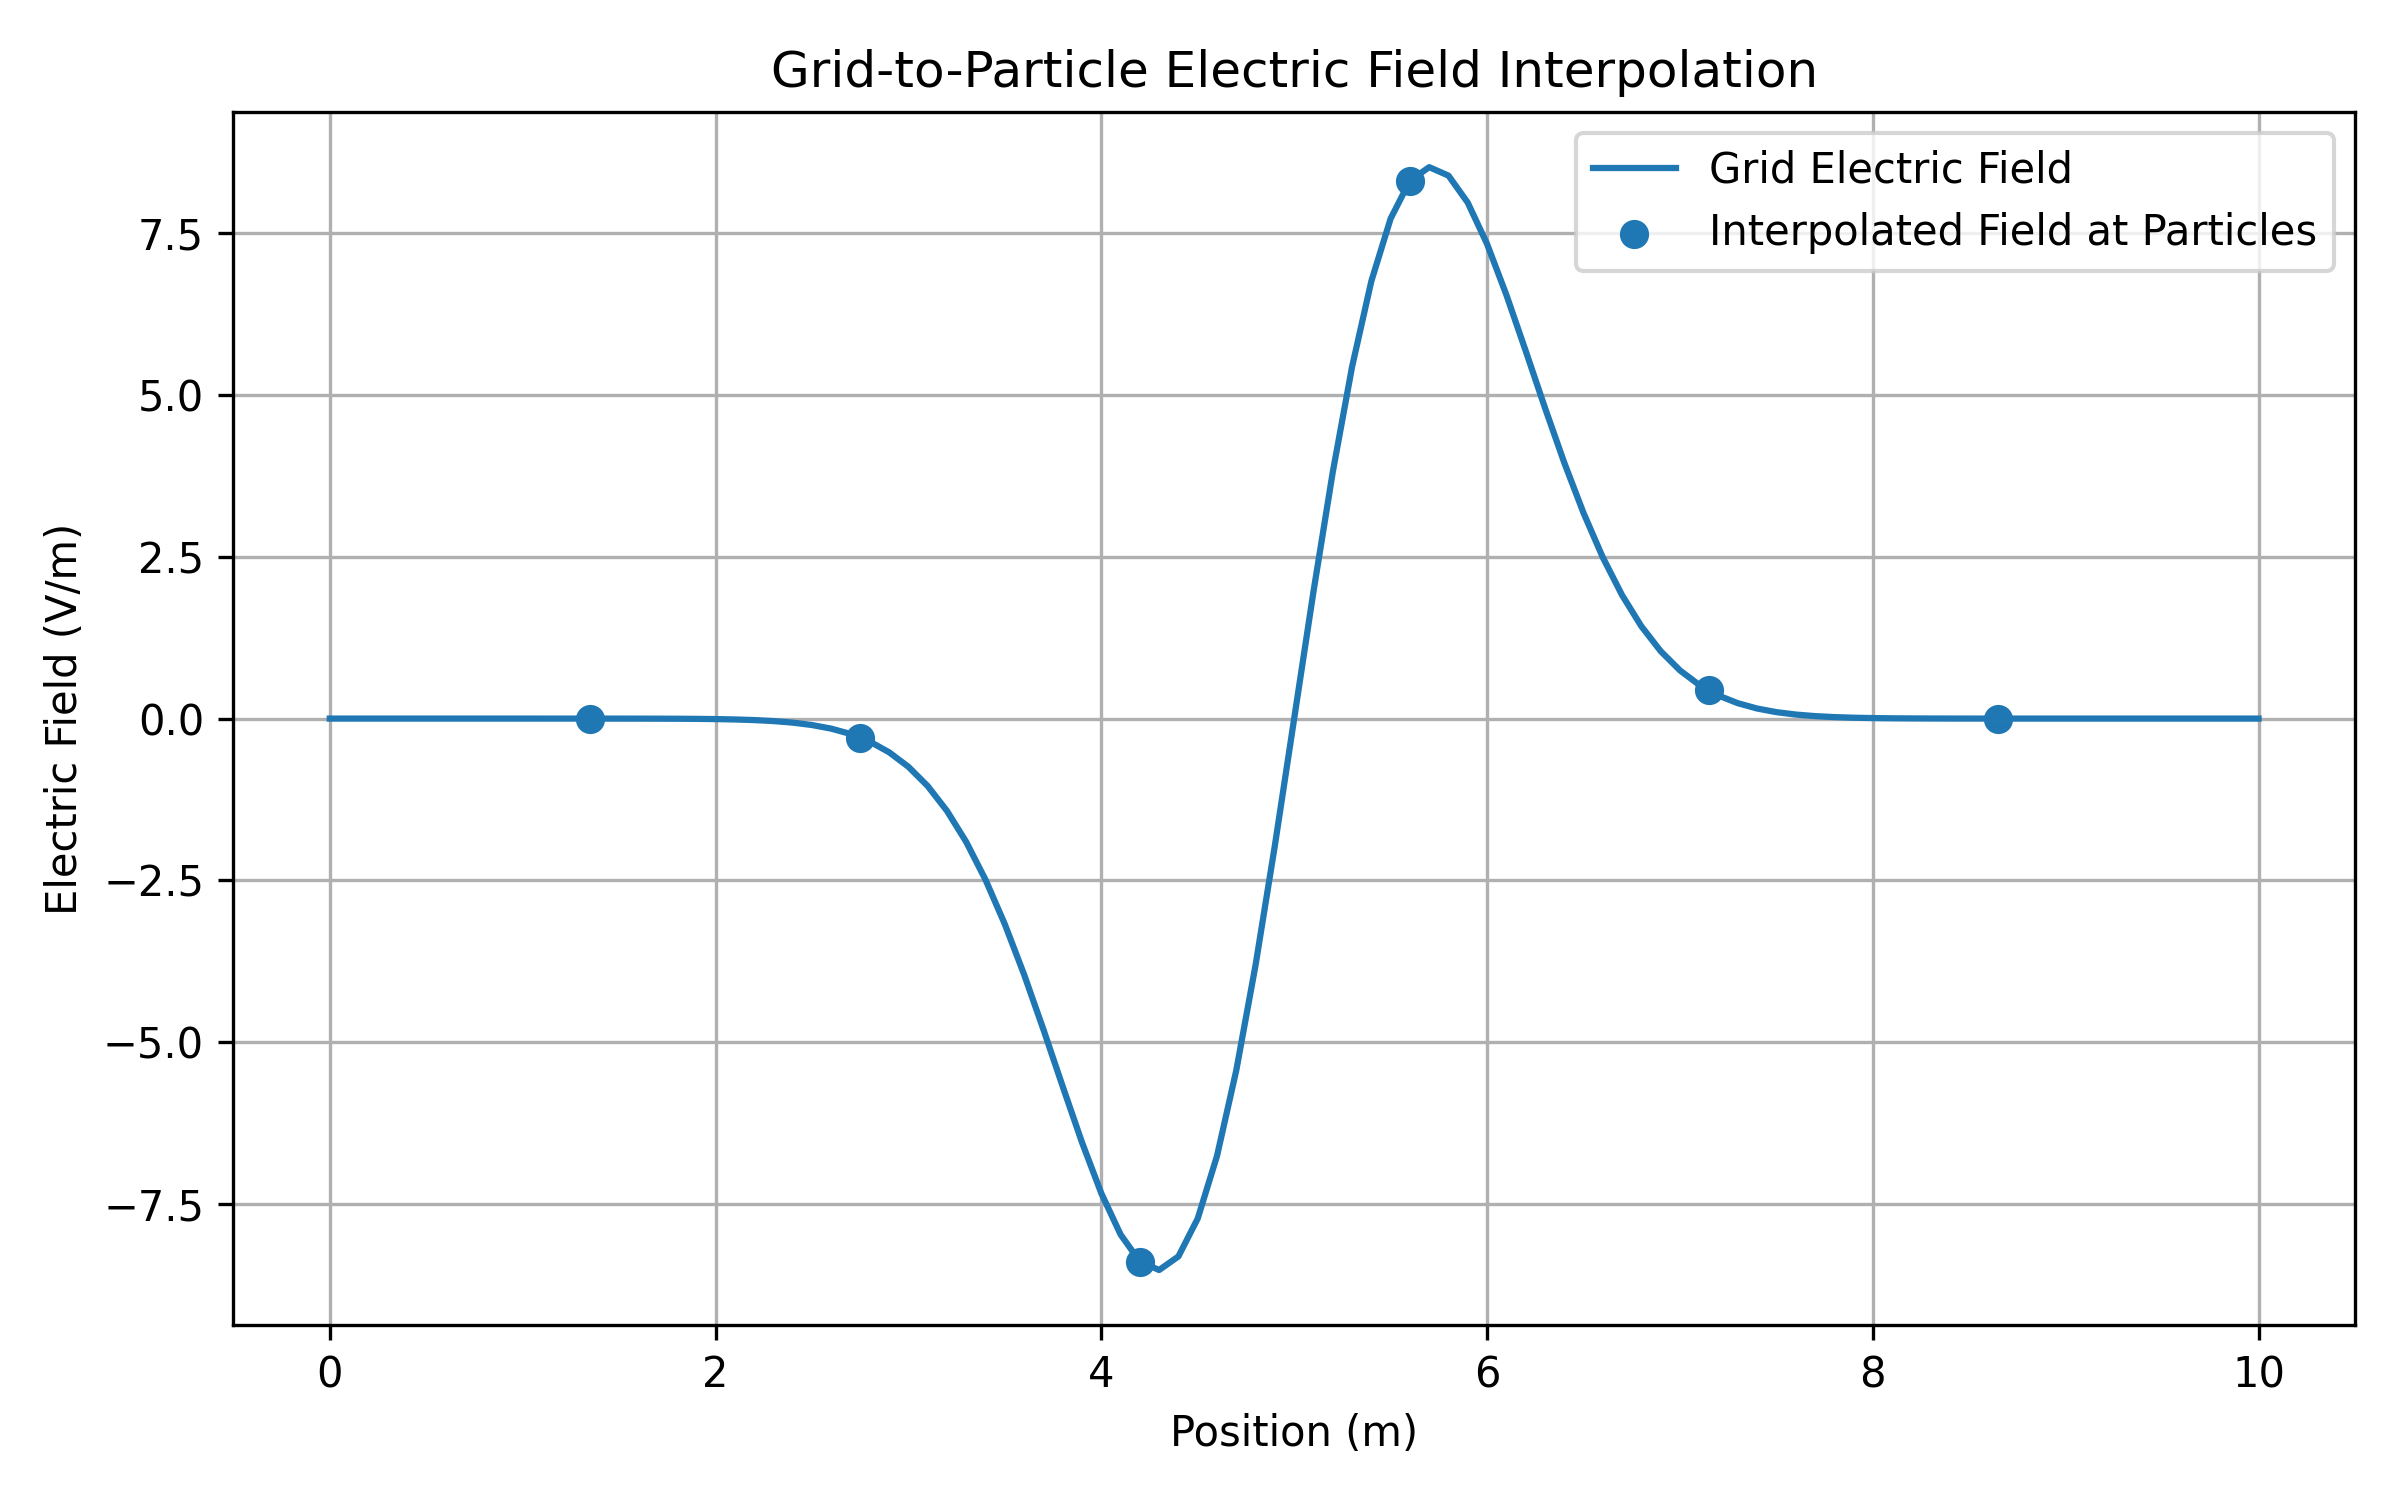 Grid-to-Particle Electric Field Interpolation
Grid Electric Field
Interpolated Field at Particles
Electric Field (V/m)
7.5
5.0
2.5
0.0
−2.5
−5.0
−7.5
0 2 4 6 8 10
Position (m)